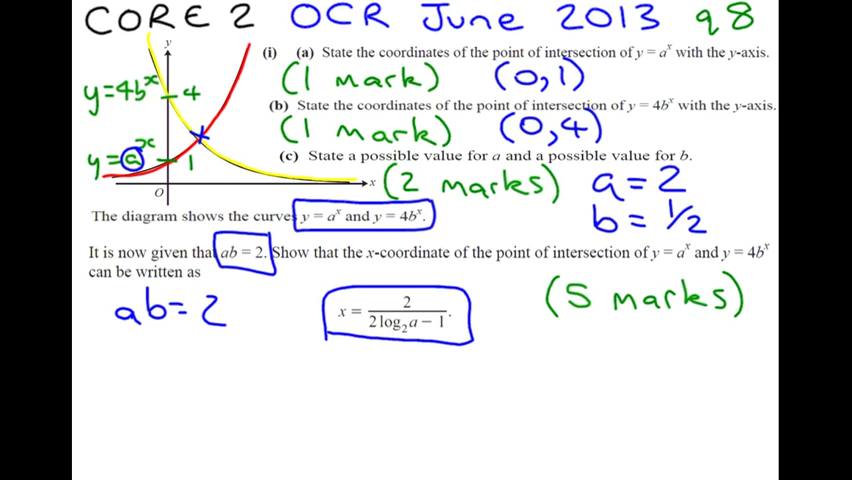 CORE 2 OCR June 2013 q8
(i) (a) State the coordinates of the point of intersection of y = a^x with the y-axis.
(1 mark) (0,1)
(b) State the coordinates of the point of intersection of y = 4b^x with the y-axis.
(1 mark) (0,4)
(c) State a possible value for a and a possible value for b.
(2 marks) a = 2
b = 1/2
y
y=4b^x
4
y=a^x
1
O
x
The diagram shows the curves y = a^x and y = 4b^x.
It is now given that ab = 2. Show that the x-coordinate of the point of intersection of y = a^x and y = 4b^x
can be written as
(5 marks)
ab=2
x = 2 / (2 log₂ a − 1).